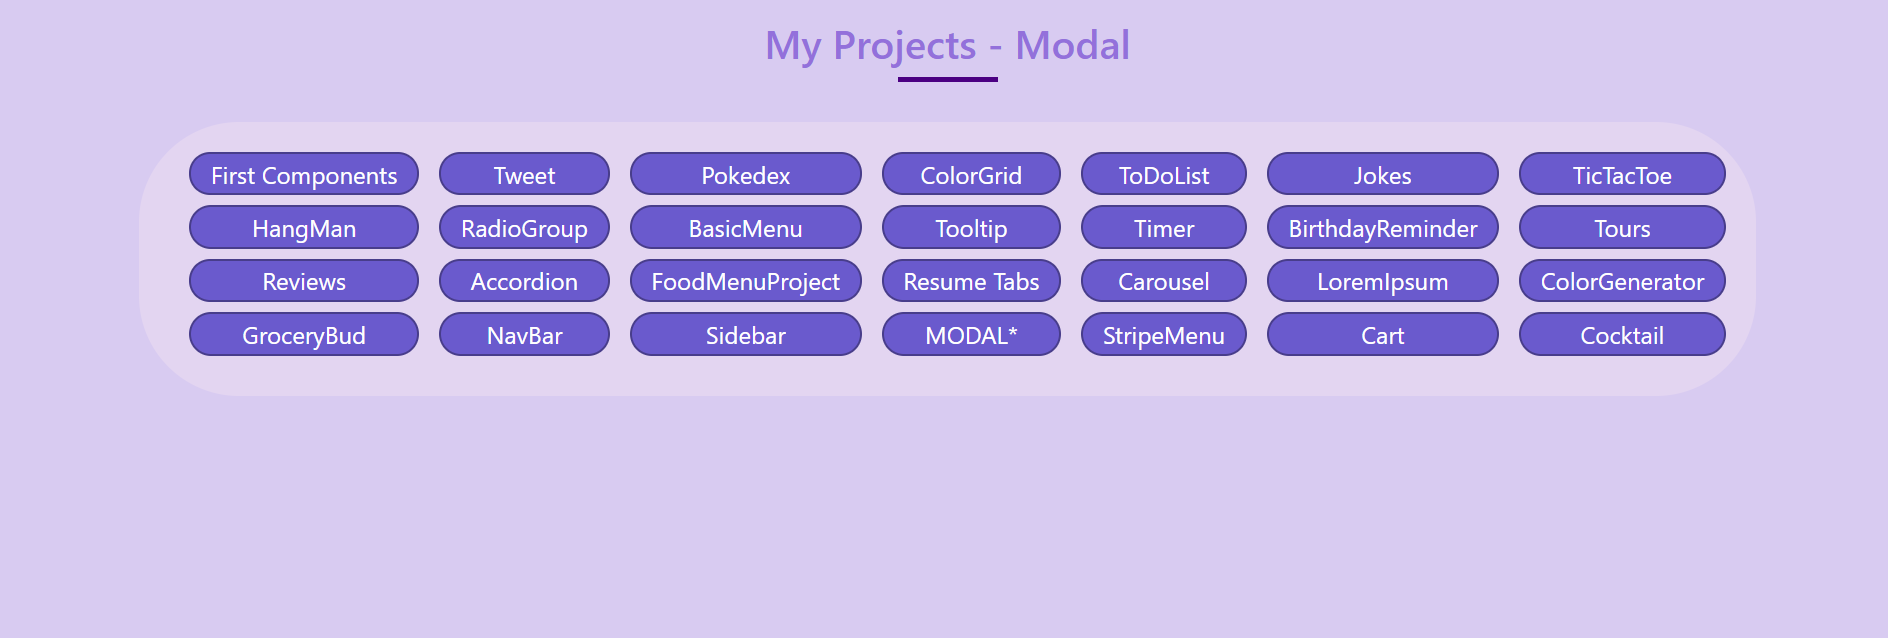 My Projects - Modal
First Components Tweet Pokedex ColorGrid ToDoList Jokes TicTacToe
HangMan RadioGroup BasicMenu Tooltip Timer BirthdayReminder Tours
Reviews Accordion FoodMenuProject Resume Tabs Carousel LoremIpsum ColorGenerator
GroceryBud NavBar Sidebar MODAL* StripeMenu Cart Cocktail